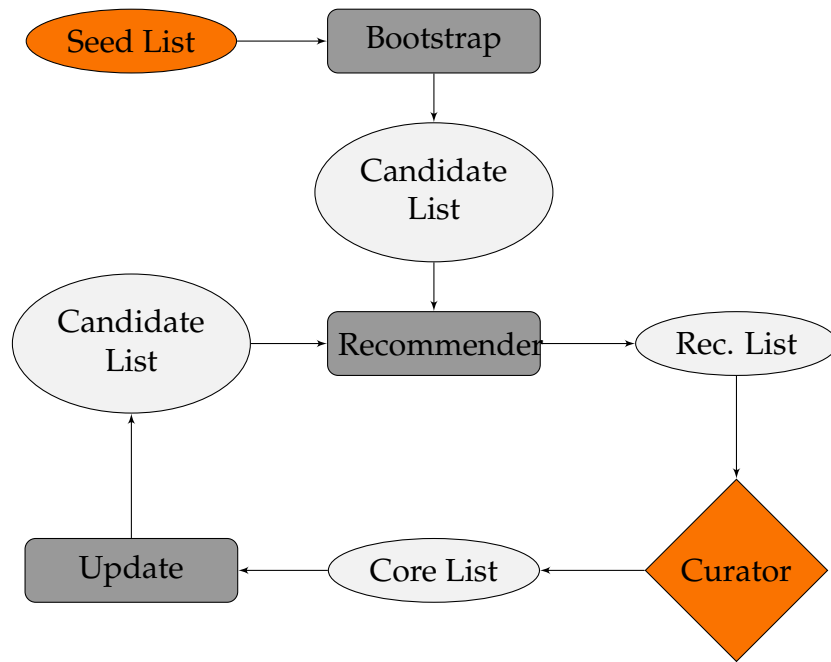 Seed List
Bootstrap
Candidate
List
Candidate
List
Recommender
Rec. List
Update
Core List
Curator